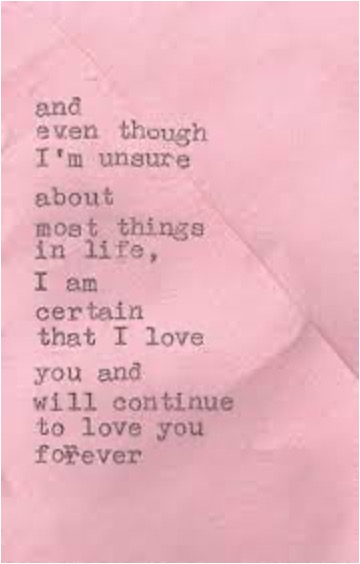 and
even though
I'm unsure
about
most things
in life,
I am
certain
that I love
you and
will continue
to love you
forever